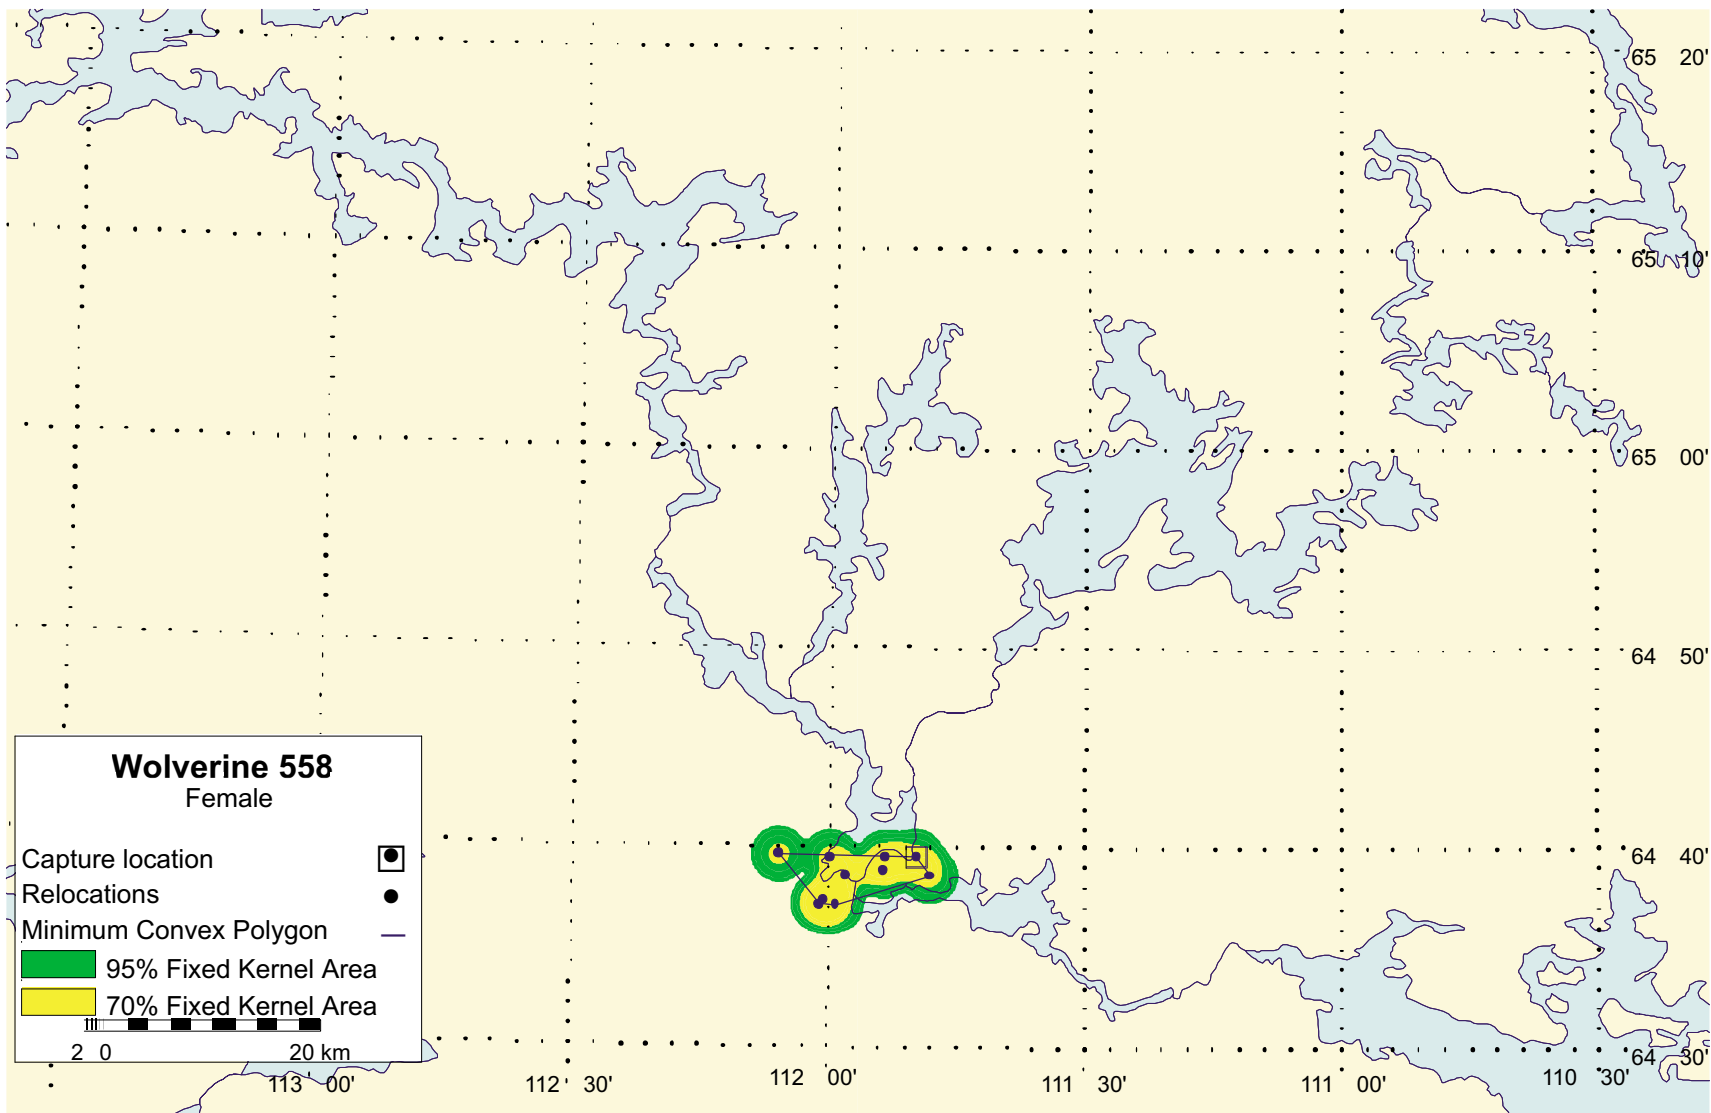 65 20'
65 10'
65 00'
64 50'
64 40'
64 30'
Wolverine 558
Female
Capture location
Relocations
Minimum Convex Polygon
95% Fixed Kernel Area
70% Fixed Kernel Area
2 0 20 km
113 00' 112 30' 112 00' 111 30' 111 00' 110 30'